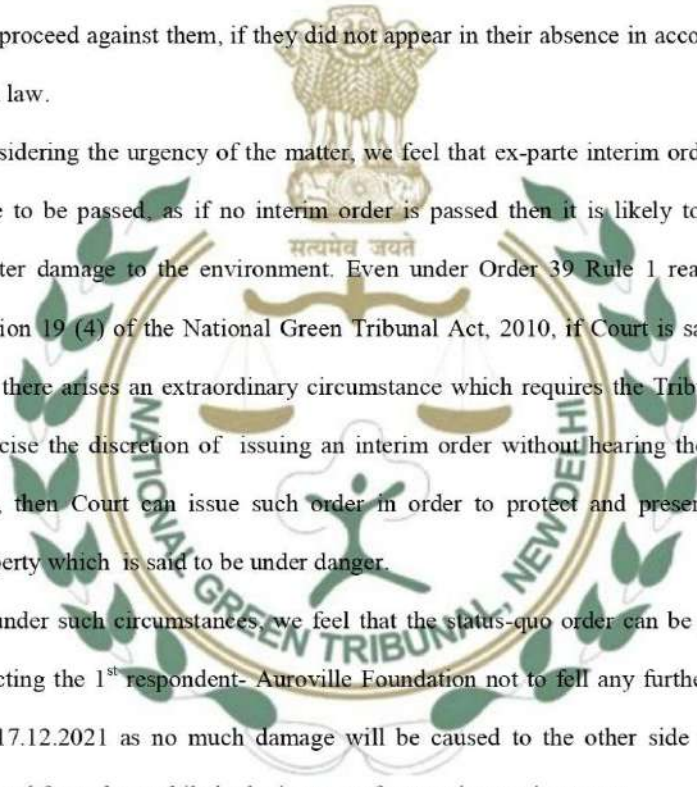 proceed against them, if they did not appear in their absence in acco
law.
sidering the urgency of the matter, we feel that ex-parte interim ord
e to be passed, as if no interim order is passed then it is likely to
सत्यमेव जयते
ter damage to the environment. Even under Order 39 Rule 1 rea
ion 19 (4) of the National Green Tribunal Act, 2010, if Court is sa
there arises an extraordinary circumstance which requires the Trib
cise the discretion of issuing an interim order without hearing the
, then Court can issue such order in order to protect and preser
perty which is said to be under danger.
under such circumstances, we feel that the status-quo order can be
cting the 1st respondent- Auroville Foundation not to fell any furthe
17.12.2021 as no much damage will be caused to the other side
NATIONAL GREEN TRIBUNAL, NEW DELHI